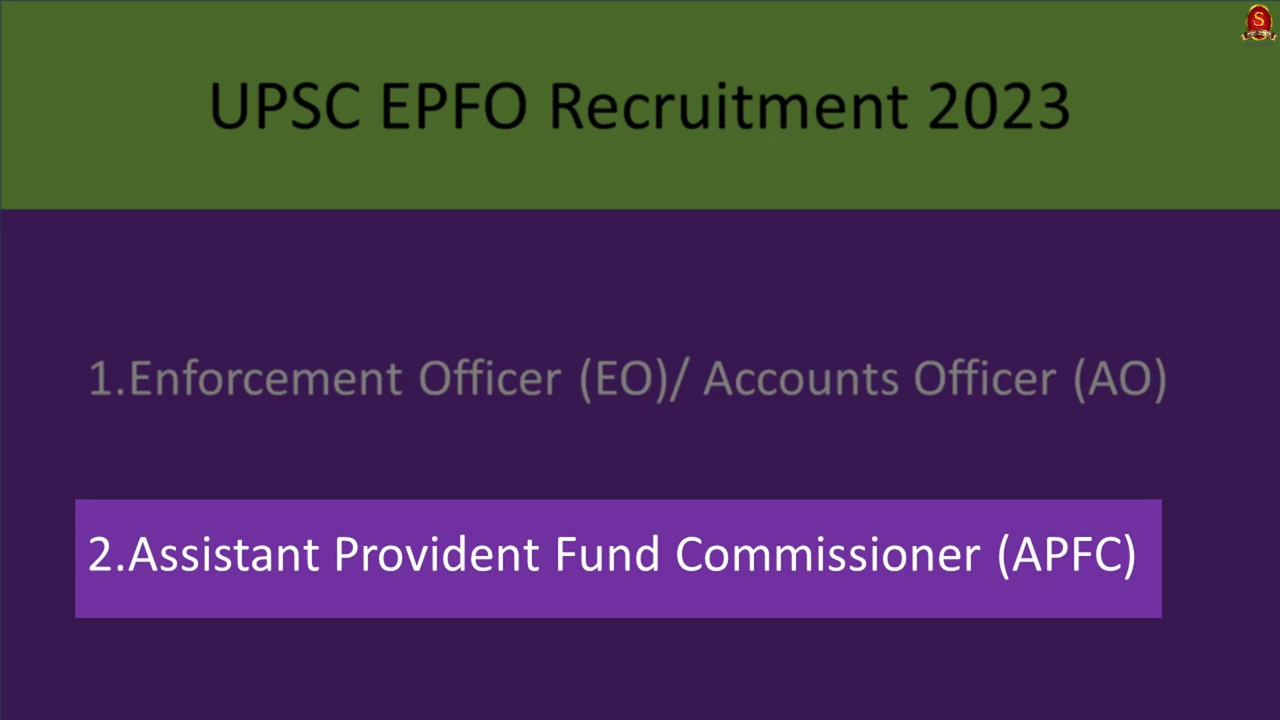 S
UPSC EPFO Recruitment 2023
1.Enforcement Officer (EO)/ Accounts Officer (AO)
2.Assistant Provident Fund Commissioner (APFC)